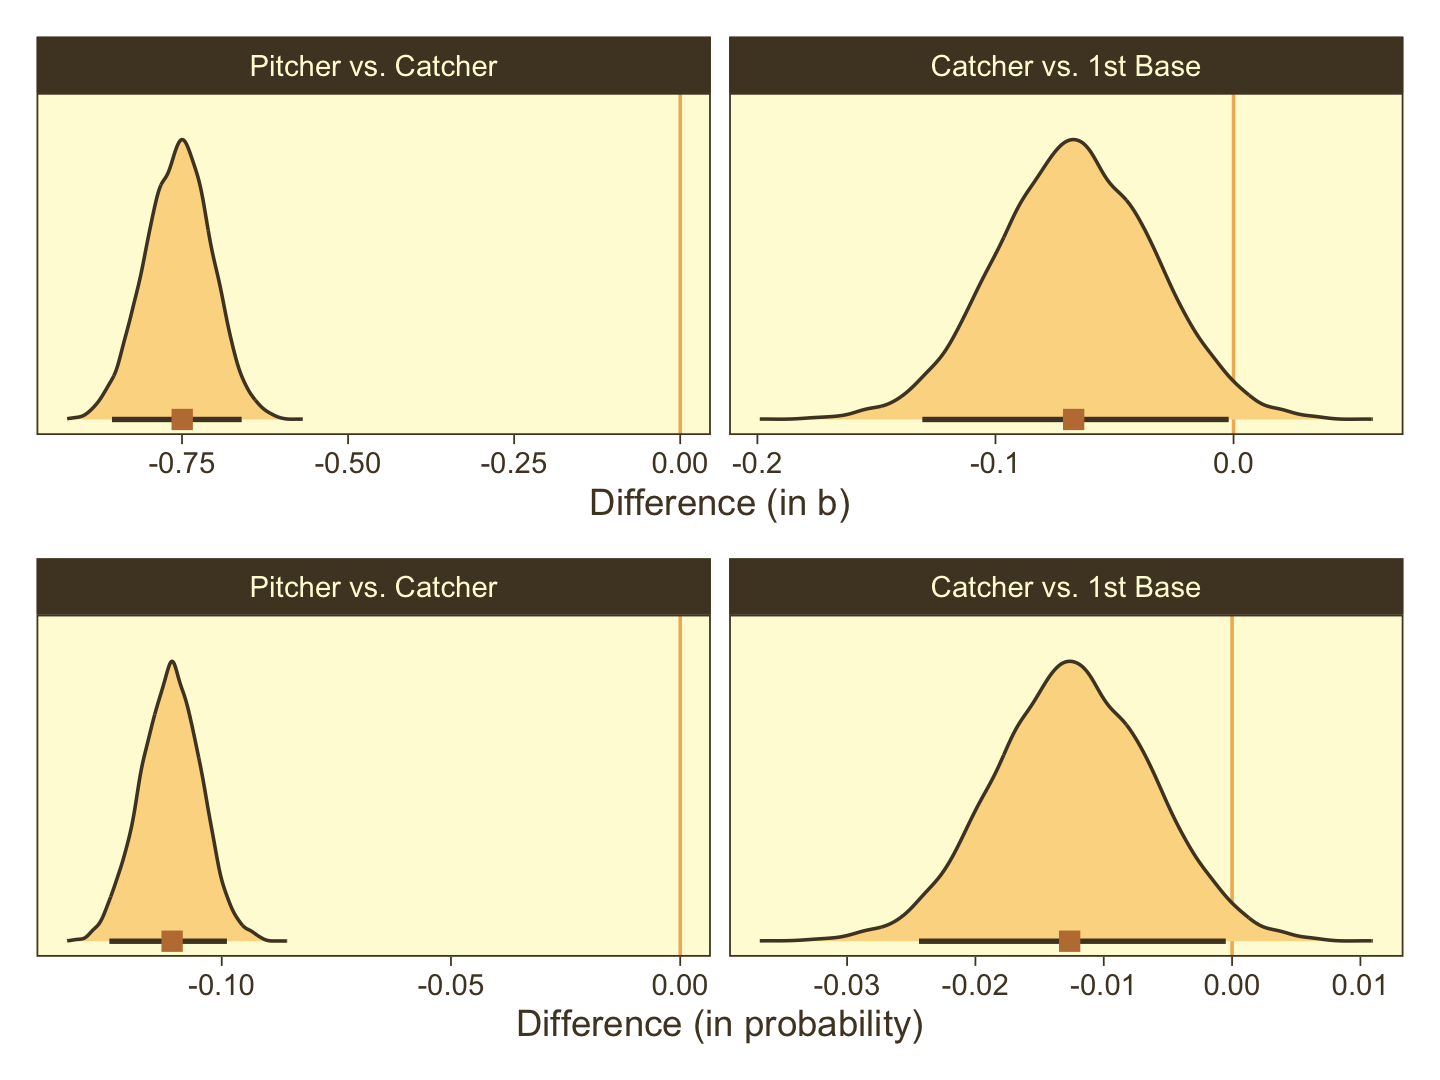 Pitcher vs. Catcher Catcher vs. 1st Base
-0.75 -0.50 -0.25 0.00 -0.2 -0.1 0.0
Difference (in b)
Pitcher vs. Catcher Catcher vs. 1st Base
-0.10 -0.05 0.00 -0.03 -0.02 -0.01 0.00 0.01
Difference (in probability)